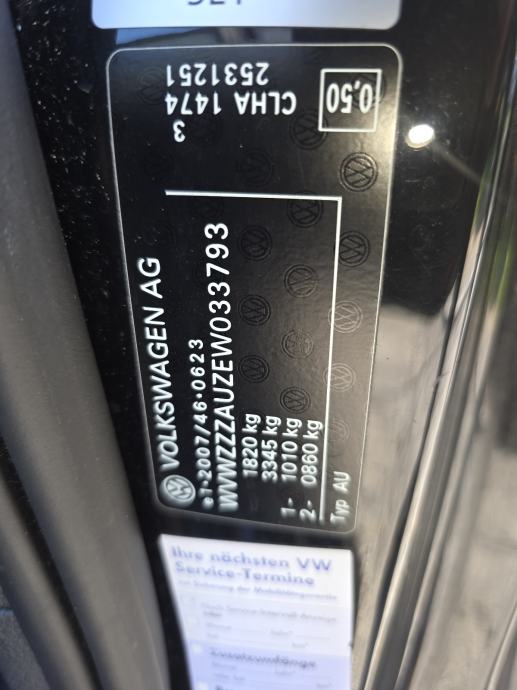 VOLKSWAGEN AG
e1*2007/46*0623
WVWZZZAUZEW033793
1820 kg
3345 kg
1- 1010 kg
2- 0860 kg
Typ AU
3
CLHA 1474
2531251
0,50
Ihre nächsten VW
Service-Termine